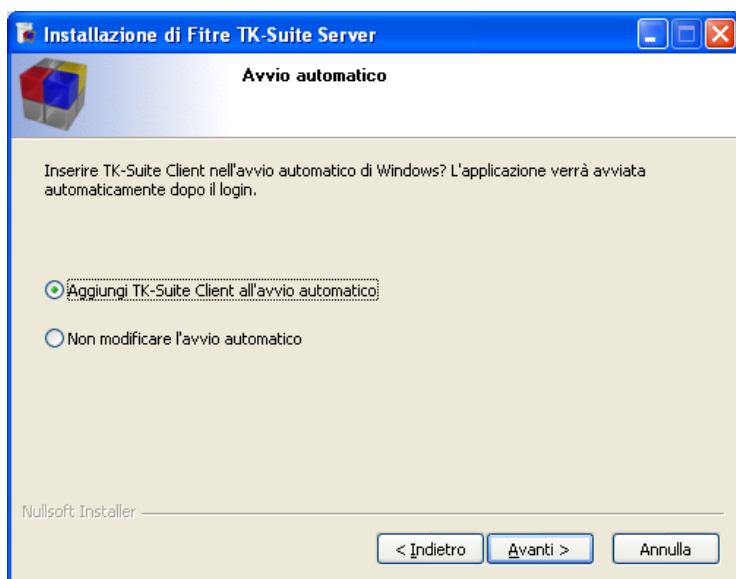 Installazione di Fitre TK-Suite Server
Avvio automatico
Inserire TK-Suite Client nell'avvio automatico di Windows? L'applicazione verrà avviata
automaticamente dopo il login.
Aggiungi TK-Suite Client all'avvio automatico
Non modificare l'avvio automatico
Nullsoft Installer
< Indietro
Avanti >
Annulla